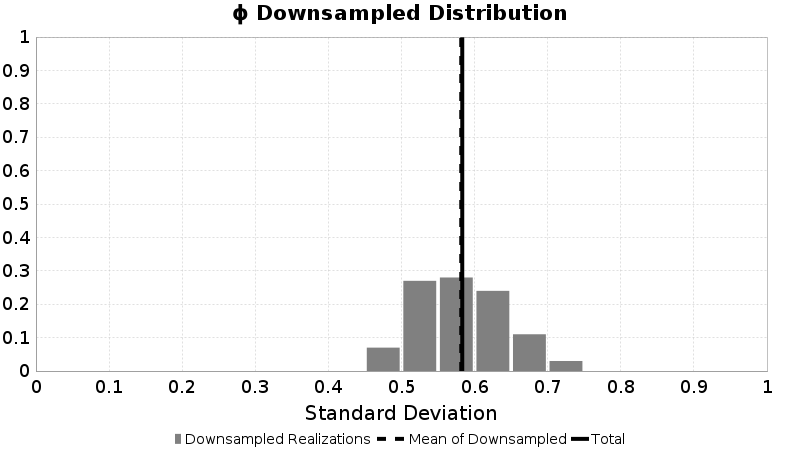 ϕ Downsampled Distribution
1
0.9
0.8
0.7
0.6
0.5
0.4
0.3
0.2
0.1
0
0 0.1 0.2 0.3 0.4 0.5 0.6 0.7 0.8 0.9 1
Standard Deviation
Downsampled Realizations Mean of Downsampled Total